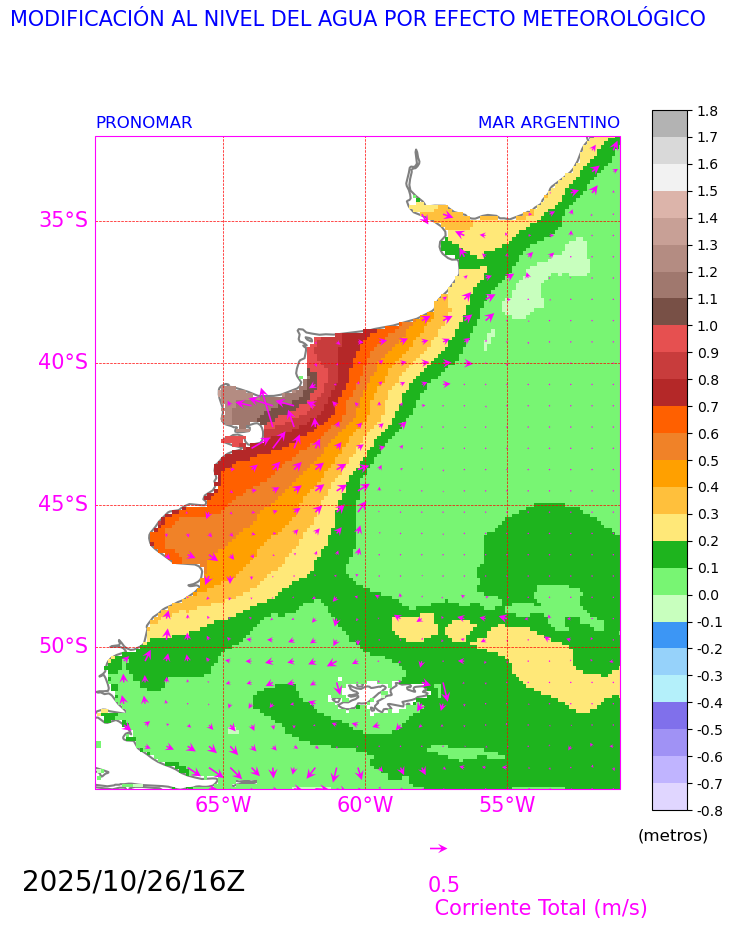 MODIFICACIÓN AL NIVEL DEL AGUA POR EFECTO METEOROLÓGICO
PRONOMAR MAR ARGENTINO
35°S
40°S
45°S
50°S
65°W 60°W 55°W
1.8
1.7
1.6
1.5
1.4
1.3
1.2
1.1
1.0
0.9
0.8
0.7
0.6
0.5
0.4
0.3
0.2
0.1
0.0
-0.1
-0.2
-0.3
-0.4
-0.5
-0.6
-0.7
-0.8
(metros)
2025/10/26/16Z
0.5
Corriente Total (m/s)